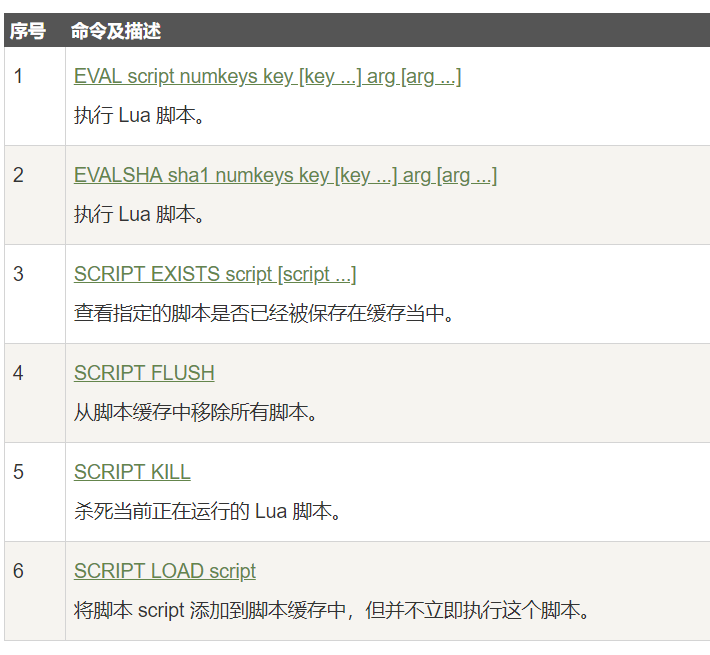 序号 命令及描述
1 EVAL script numkeys key [key ...] arg [arg ...]
执行 Lua 脚本。
2 EVALSHA sha1 numkeys key [key ...] arg [arg ...]
执行 Lua 脚本。
3 SCRIPT EXISTS script [script ...]
查看指定的脚本是否已经被保存在缓存当中。
4 SCRIPT FLUSH
从脚本缓存中移除所有脚本。
5 SCRIPT KILL
杀死当前正在运行的 Lua 脚本。
6 SCRIPT LOAD script
将脚本 script 添加到脚本缓存中，但并不立即执行这个脚本。